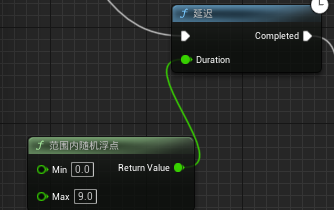 f 延迟
Completed
Duration
f 范围内随机浮点
Min 0.0
Return Value
Max 9.0